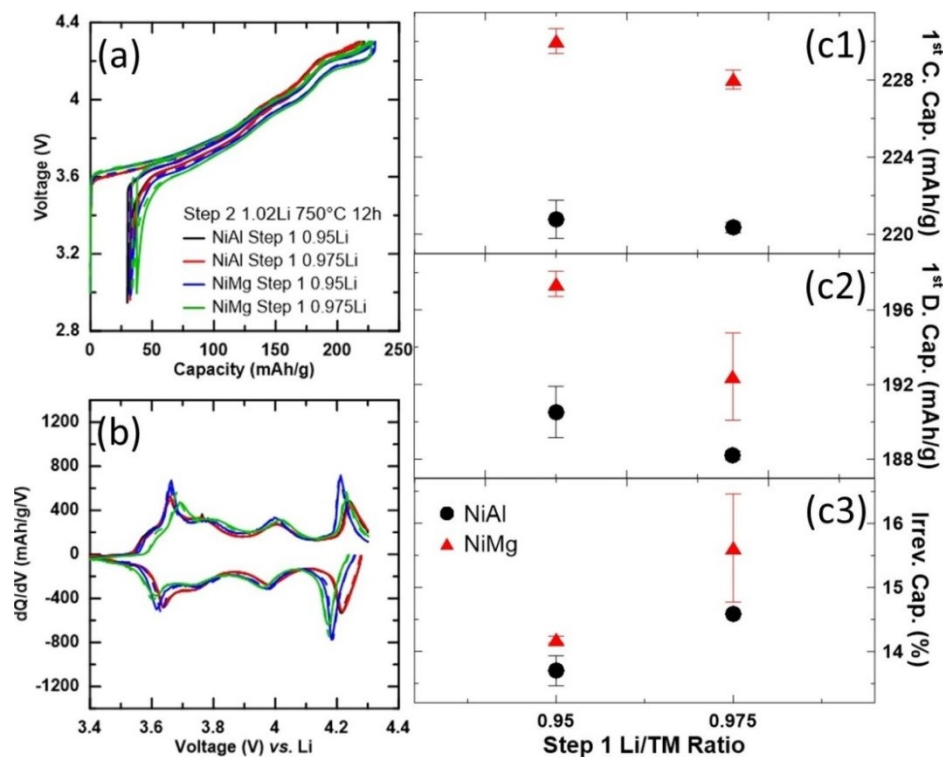 (a)
4.4
4
3.6
3.2
2.8
Voltage (V)
Step 2 1.02Li 750°C 12h
NiAl Step 1 0.95Li
NiAl Step 1 0.975Li
NiMg Step 1 0.95Li
NiMg Step 1 0.975Li
0 50 100 150 200 250
Capacity (mAh/g)
(b)
1200
800
400
0
-400
-800
-1200
dQ/dV (mAh/g/V)
3.4 3.6 3.8 4.0 4.2 4.4
Voltage (V) vs. Li
(c1)
228
224
220
1st C. Cap. (mAh/g)
(c2)
196
192
188
1st D. Cap. (mAh/g)
(c3)
NiAl
NiMg
16
15
14
Irrev. Cap. (%)
0.95 0.975
Step 1 Li/TM Ratio